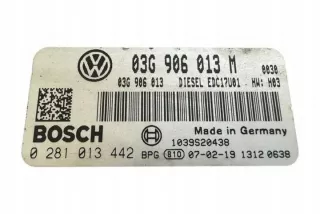 03G 906 013 M
03G 906 013 DIESEL EDC17U01 HW: H03
0030
BOSCH
Made in Germany
1039S20438
0 281 013 442 BPG 810 07-02-19 1312 0638